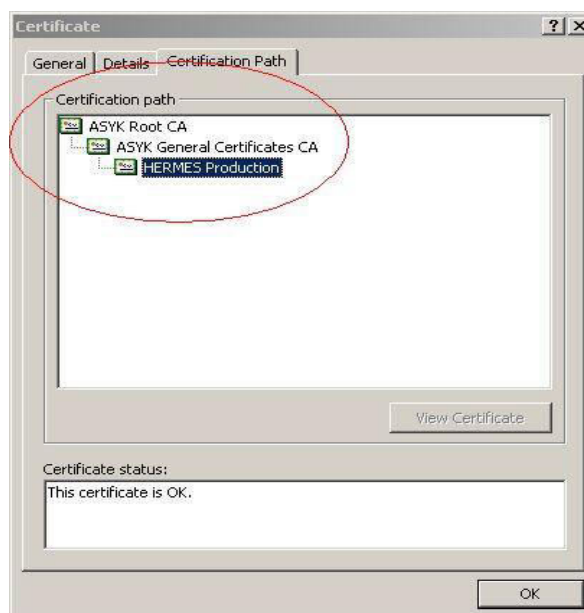 Certificate
General Details Certification Path
Certification path
ASYK Root CA
ASYK General Certificates CA
HERMES Production
View Certificate
Certificate status:
This certificate is OK.
OK